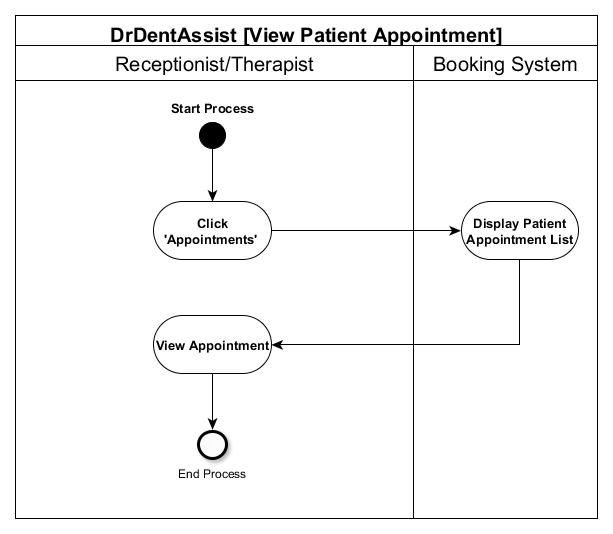 DrDentAssist [View Patient Appointment]
Receptionist/Therapist
Booking System
Start Process
Click
'Appointments'
Display Patient
Appointment List
View Appointment
End Process